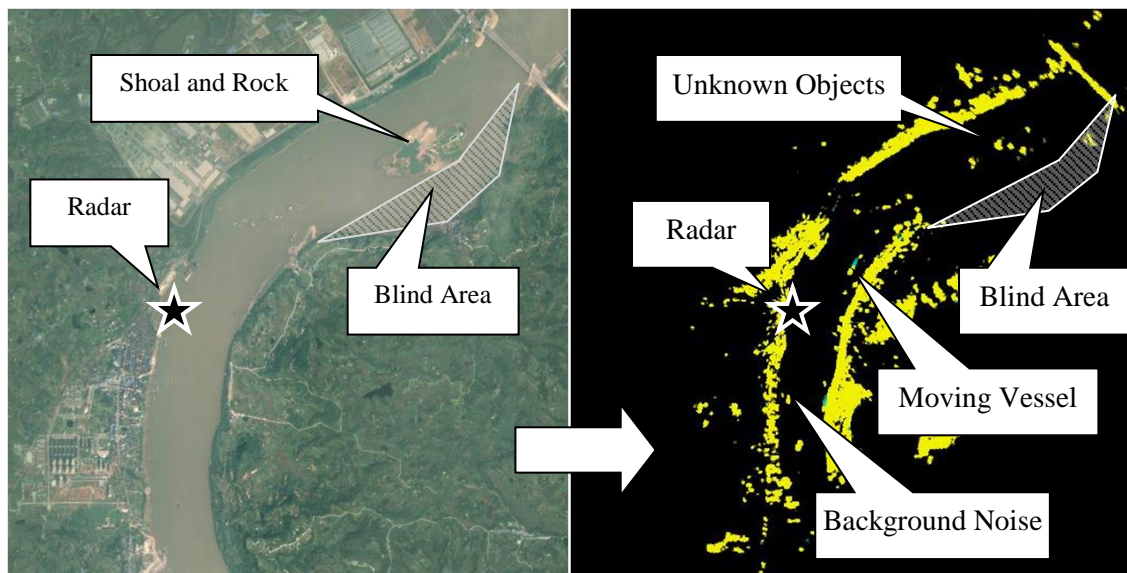 Shoal and Rock
Unknown Objects
Radar
Radar
Blind Area
Blind Area
Moving Vessel
Background Noise